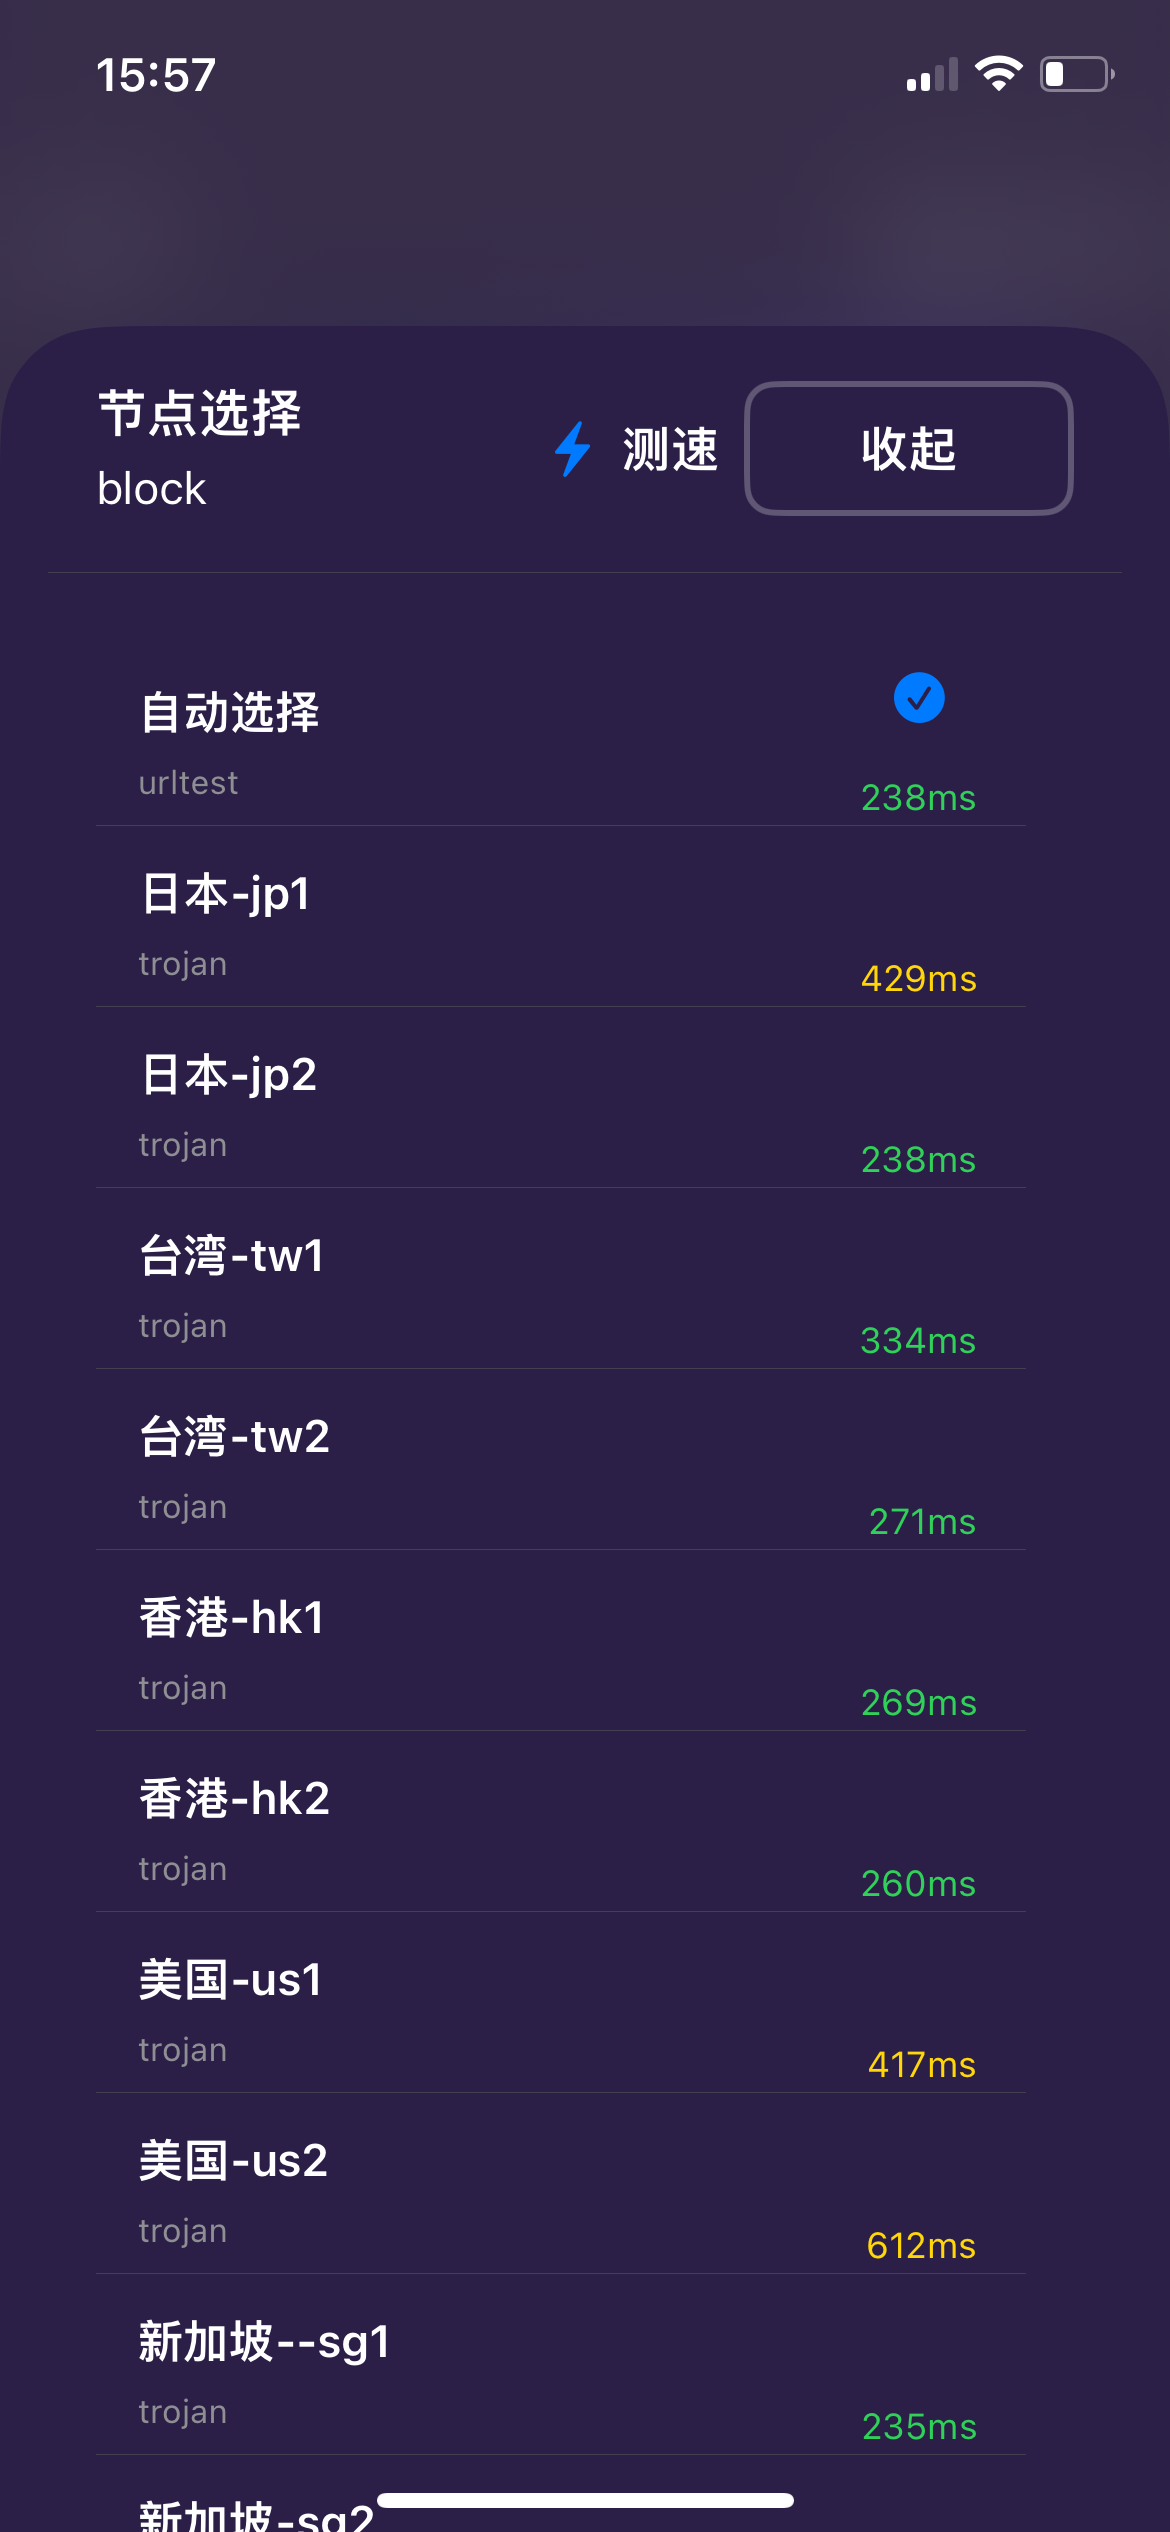 15:57
节点选择
block
测速
收起
自动选择
urltest
238ms
日本-jp1
trojan
429ms
日本-jp2
trojan
238ms
台湾-tw1
trojan
334ms
台湾-tw2
trojan
271ms
香港-hk1
trojan
269ms
香港-hk2
trojan
260ms
美国-us1
trojan
417ms
美国-us2
trojan
612ms
新加坡--sg1
trojan
235ms
新加坡-sg2